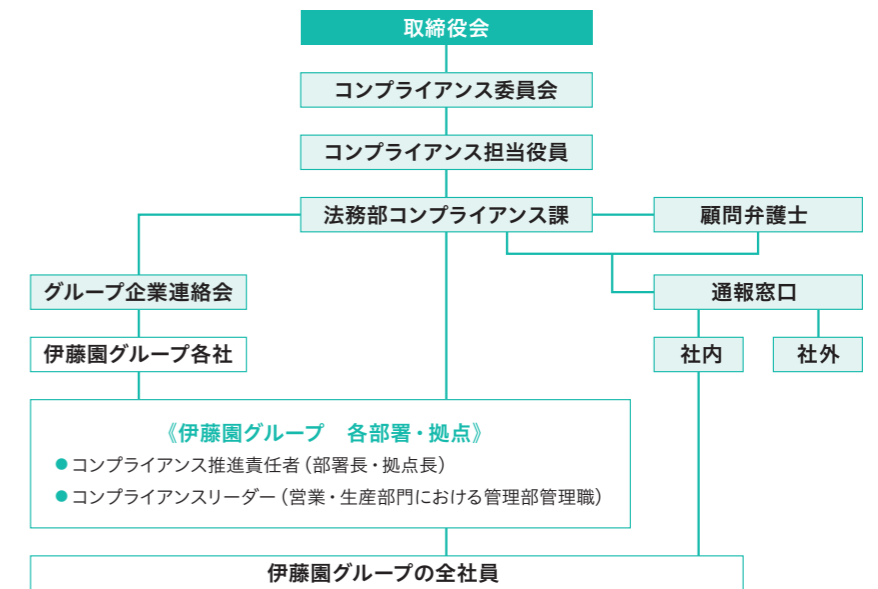 取締役会
コンプライアンス委員会
コンプライアンス担当役員
法務部コンプライアンス課
顧問弁護士
グループ企業連絡会
通報窓口
伊藤園グループ各社
社内
社外
《伊藤園グループ　各部署・拠点》
●コンプライアンス推進責任者（部署長・拠点長）
●コンプライアンスリーダー（営業・生産部門における管理部管理職）
伊藤園グループの全社員